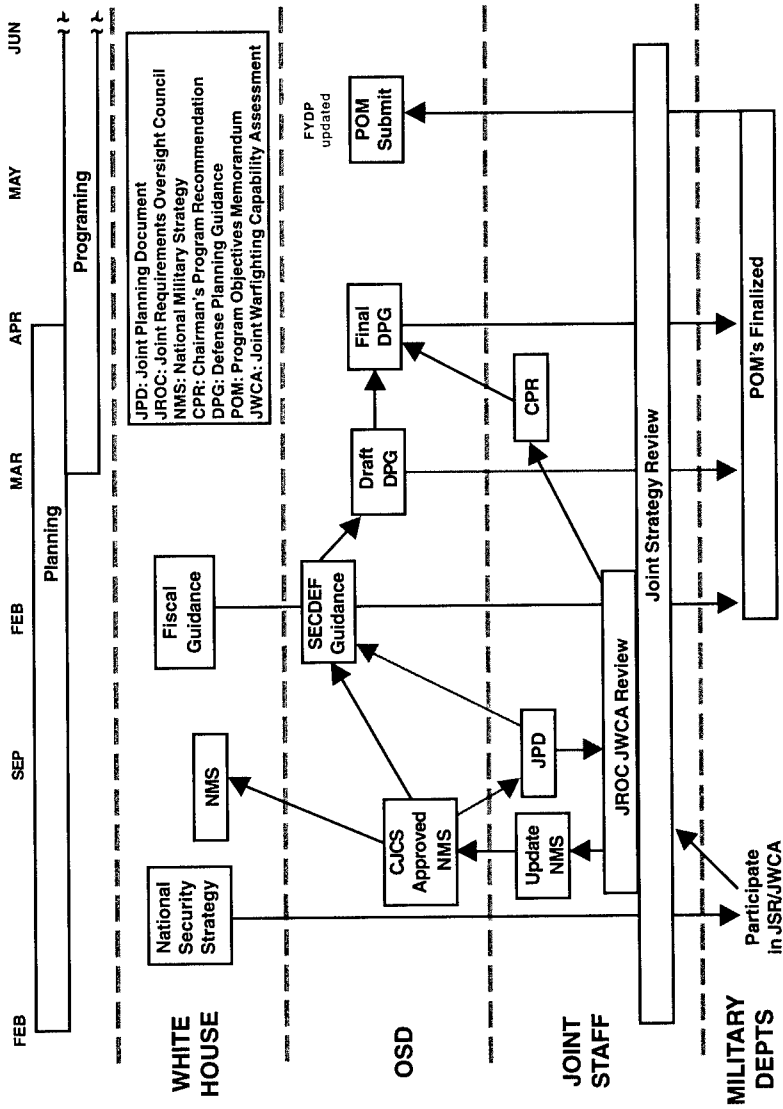 FEB
SEP
FEB
MAR
APR
MAY
JUN
Planning
Programing
WHITE
HOUSE
National
Security
Strategy
NMS
Fiscal
Guidance
JPD: Joint Planning Document
JROC: Joint Requirements Oversight Council
NMS: National Military Strategy
CPR: Chairman's Program Recommendation
DPG: Defense Planning Guidance
POM: Program Objectives Memorandum
JWCA: Joint Warfighting Capability Assessment
OSD
CJCS
Approved
NMS
SECDEF
Guidance
Draft
DPG
Final
DPG
FYDP
updated
POM
Submit
JOINT
STAFF
Update
NMS
JPD
CPR
JROC JWCA Review
Joint Strategy Review
MILITARY
DEPTS
Participate
in JSR/JWCA
POM's Finalized